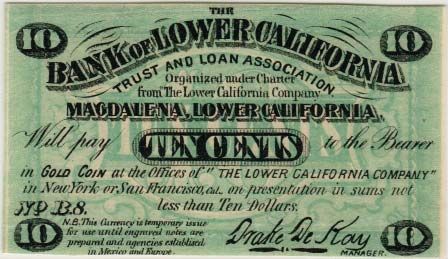 THE
10 10
BANK OF LOWER CALIFORNIA
TRUST AND LOAN ASSOCIATION.
Organized under Charter
from The Lower California Company
MAGDALENA, LOWER CALIFORNIA.
Will pay TEN CENTS to the Bearer
in GOLD COIN at the Offices of "THE LOWER CALIFORNIA COMPANY"
in New York or San Francisco, Cal. on presentation in sums not
less than Ten Dollars.
N.B. This Currency is temporary issue
for use until engraved notes are
prepared and agencies establised
in Mexico and Europe.
Drake De Kay
MANAGER.
10 10